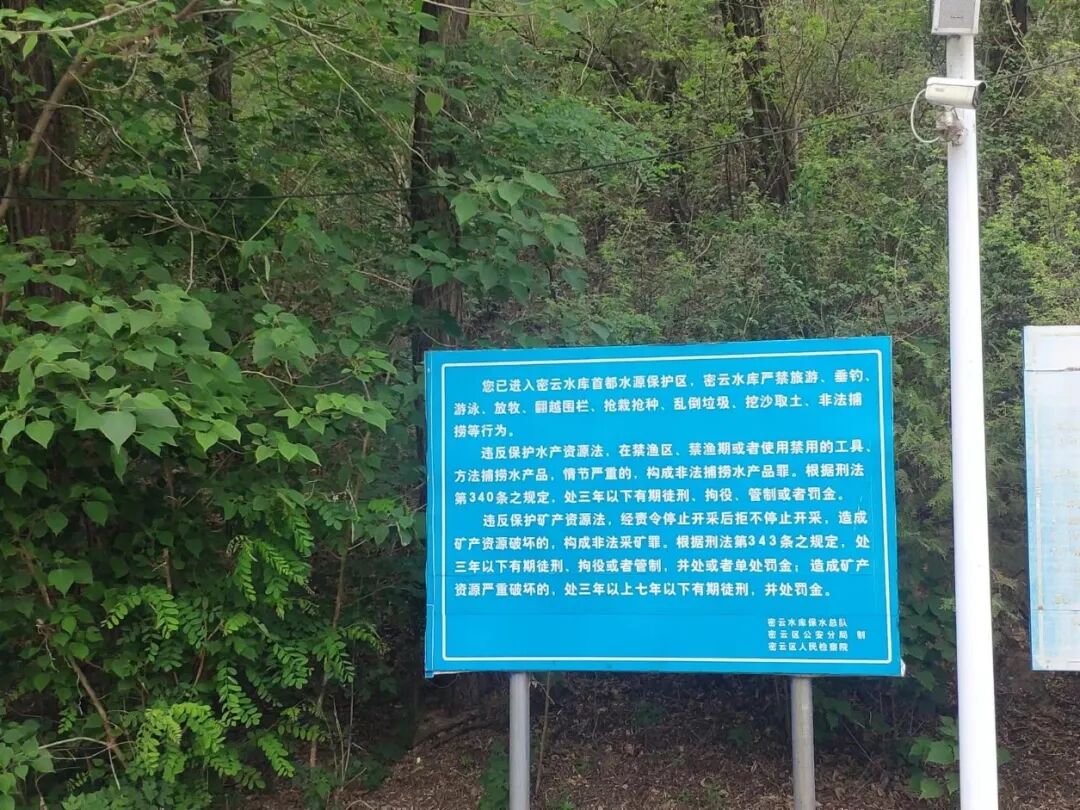 您已进入密云水库首都水源保护区，密云水库严禁旅游、垂钓、
游泳、放牧、翻越围栏、抢栽抢种、乱倒垃圾、挖沙取土、非法捕
捞等行为。
违反保护水产资源法，在禁渔区、禁渔期或者使用禁用的工具、
方法捕捞水产品，情节严重的，构成非法捕捞水产品罪。根据刑法
第340条之规定，处三年以下有期徒刑、拘役、管制或者罚金。
违反保护矿产资源法，经责令停止开采后拒不停止开采，造成
矿产资源破坏的，构成非法采矿罪。根据刑法第343条之规定，处
三年以下有期徒刑、拘役或者管制，并处或者单处罚金；造成矿产
资源严重破坏的，处三年以上七年以下有期徒刑，并处罚金。
密云水库保水总队
密云区公安分局 制
密云区人民检察院